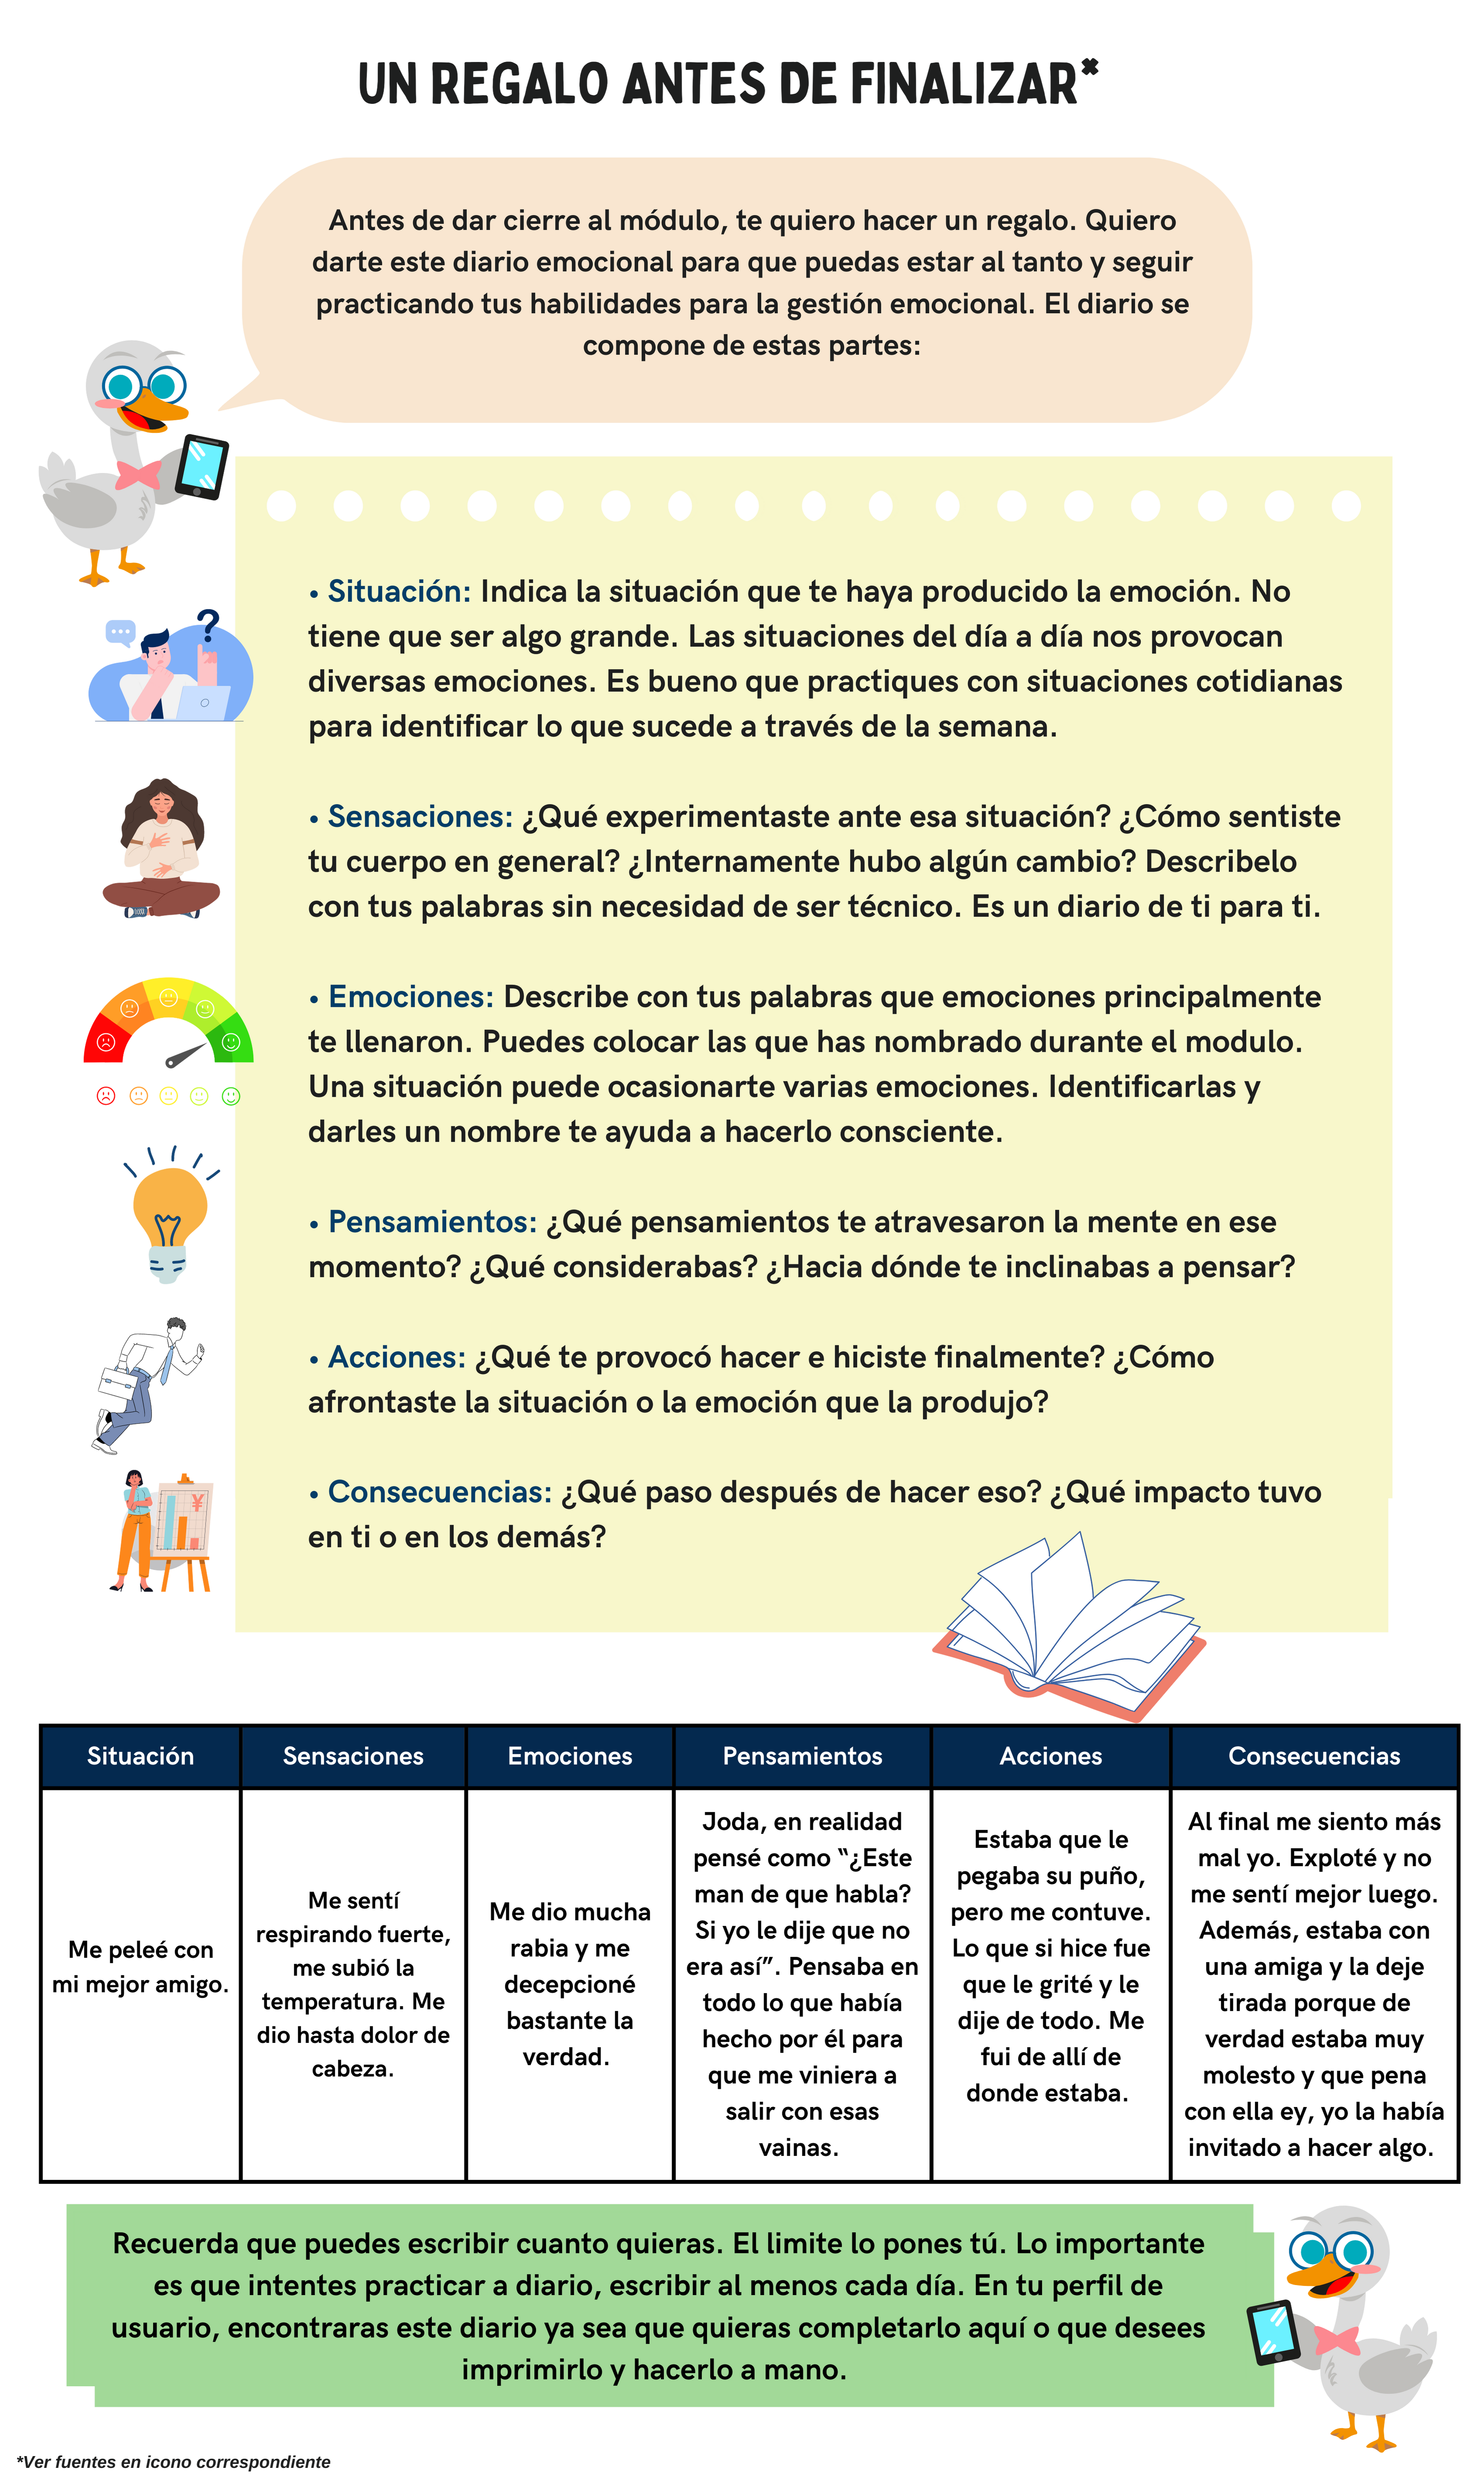 UN REGALO ANTES DE FINALIZAR*
Antes de dar cierre al módulo, te quiero hacer un regalo. Quiero
darte este diario emocional para que puedas estar al tanto y seguir
practicando tus habilidades para la gestión emocional. El diario se
compone de estas partes:
?
• Situación: Indica la situación que te haya producido la emoción. No
tiene que ser algo grande. Las situaciones del día a día nos provocan
diversas emociones. Es bueno que practiques con situaciones cotidianas
para identificar lo que sucede a través de la semana.
• Sensaciones: ¿Qué experimentaste ante esa situación? ¿Cómo sentiste
tu cuerpo en general? ¿Internamente hubo algún cambio? Describelo
con tus palabras sin necesidad de ser técnico. Es un diario de ti para ti.
• Emociones: Describe con tus palabras que emociones principalmente
te llenaron. Puedes colocar las que has nombrado durante el modulo.
Una situación puede ocasionarte varias emociones. Identificarlas y
darles un nombre te ayuda a hacerlo consciente.
• Pensamientos: ¿Qué pensamientos te atravesaron la mente en ese
momento? ¿Qué considerabas? ¿Hacia dónde te inclinabas a pensar?
• Acciones: ¿Qué te provocó hacer e hiciste finalmente? ¿Cómo
afrontaste la situación o la emoción que la produjo?
• Consecuencias: ¿Qué paso después de hacer eso? ¿Qué impacto tuvo
en ti o en los demás?
¥
Situación
Sensaciones
Emociones
Pensamientos
Acciones
Consecuencias
Me peleé con
mi mejor amigo.
Me sentí
respirando fuerte,
me subió la
temperatura. Me
dio hasta dolor de
cabeza.
Me dio mucha
rabia y me
decepcioné
bastante la
verdad.
Joda, en realidad
pensé como “¿Este
man de que habla?
Si yo le dije que no
era así”. Pensaba en
todo lo que había
hecho por él para
que me viniera a
salir con esas
vainas.
Estaba que le
pegaba su puño,
pero me contuve.
Lo que si hice fue
que le grité y le
dije de todo. Me
fui de allí de
donde estaba.
Al final me siento más
mal yo. Exploté y no
me sentí mejor luego.
Además, estaba con
una amiga y la deje
tirada porque de
verdad estaba muy
molesto y que pena
con ella ey, yo la había
invitado a hacer algo.
Recuerda que puedes escribir cuanto quieras. El limite lo pones tú. Lo importante
es que intentes practicar a diario, escribir al menos cada día. En tu perfil de
usuario, encontraras este diario ya sea que quieras completarlo aquí o que desees
imprimirlo y hacerlo a mano.
*Ver fuentes en icono correspondiente